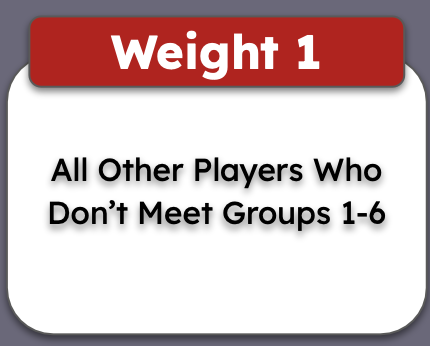 Weight 1
All Other Players Who
Don’t Meet Groups 1-6